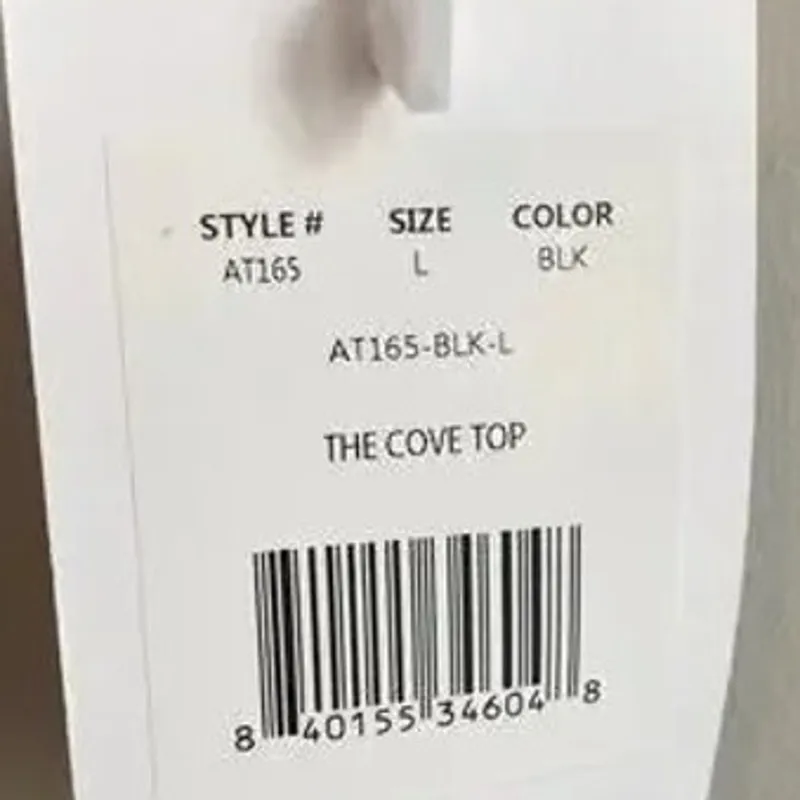 STYLE # SIZE COLOR
AT165 L BLK
AT165-BLK-L
THE COVE TOP
8 40155 34604 8